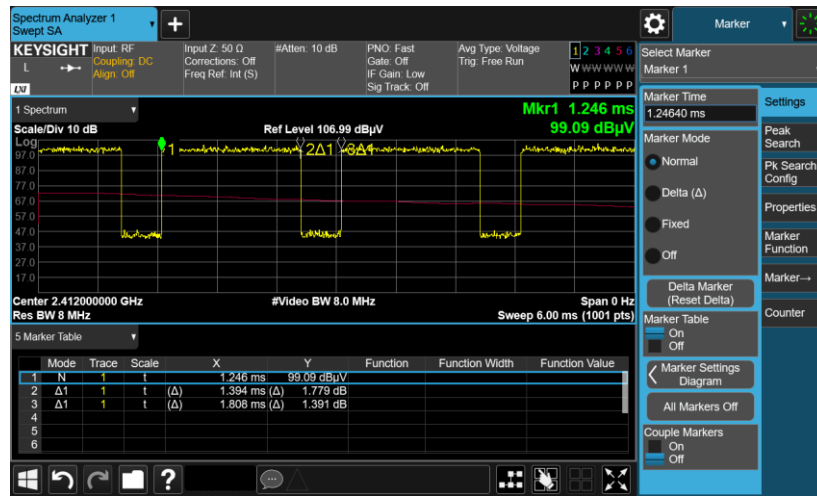 Spectrum Analyzer 1
Swept SA
+
Marker
KEYSIGHT Input: RF Input Z: 50 Ω #Atten: 10 dB PNO: Fast Avg Type: Voltage 1 2 3 4 5 6
L Coupling: DC Corrections: Off Gate: Off Trig: Free Run W W W W W W
Align: Off Freq Ref: Int (S) IF Gain: Low P P P P P P
LXI Sig Track: Off
Select Marker
Marker 1
1 Spectrum
Mkr1 1.246 ms
Scale/Div 10 dB Ref Level 106.99 dBµV 99.09 dBµV
Log
97.0
87.0
77.0
67.0
57.0
47.0
37.0
27.0
17.0
1 2Δ1 3Δ1
Center 2.412000000 GHz #Video BW 8.0 MHz Span 0 Hz
Res BW 8 MHz Sweep 6.00 ms (1001 pts)
5 Marker Table
Mode Trace Scale X Y Function Function Width Function Value
1 N 1 t 1.246 ms 99.09 dBµV
2 Δ1 1 t (Δ) 1.394 ms (Δ) 1.779 dB
3 Δ1 1 t (Δ) 1.808 ms (Δ) 1.391 dB
4
5
6
?
Marker Time
1.24640 ms
Marker Mode
Normal
Delta (Δ)
Fixed
Off
Delta Marker
(Reset Delta)
Marker Table
On
Off
Marker Settings
Diagram
All Markers Off
Couple Markers
On
Off
Settings
Peak
Search
Pk Search
Config
Properties
Marker
Function
Marker→
Counter